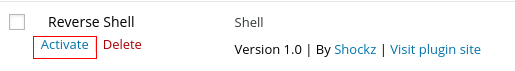 Reverse Shell
Shell
Activate Delete
Version 1.0 | By Shockz | Visit plugin site